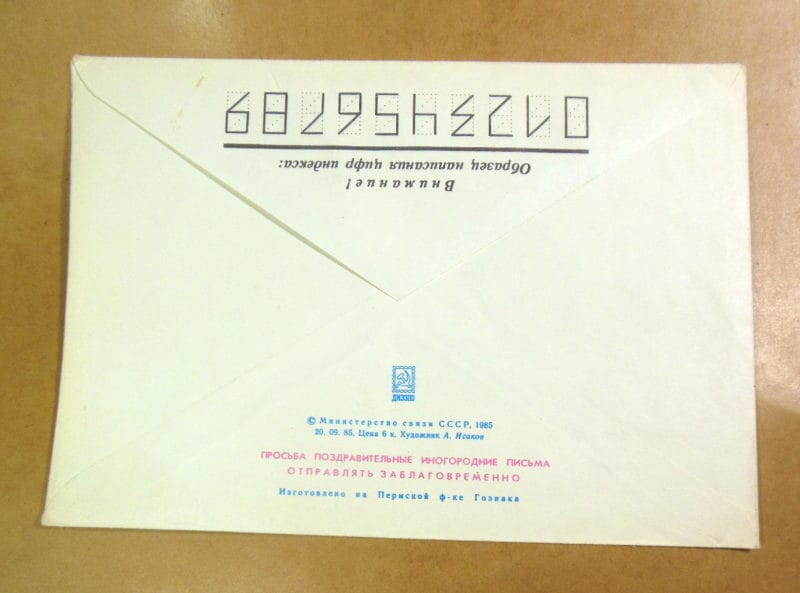 Внимание!
Образец написания цифр индекса:
0123456789
ДИЭЗПО
© Министерство связи СССР, 1985
20. 09. 85. Цена 6 к. Художник А. Исаков
ПРОСЬБА ПОЗДРАВИТЕЛЬНЫЕ ИНОГОРОДНИЕ ПИСЬМА
ОТПРАВЛЯТЬ ЗАБЛАГОВРЕМЕННО
Изготовлено на Пермской ф-ке Гознака